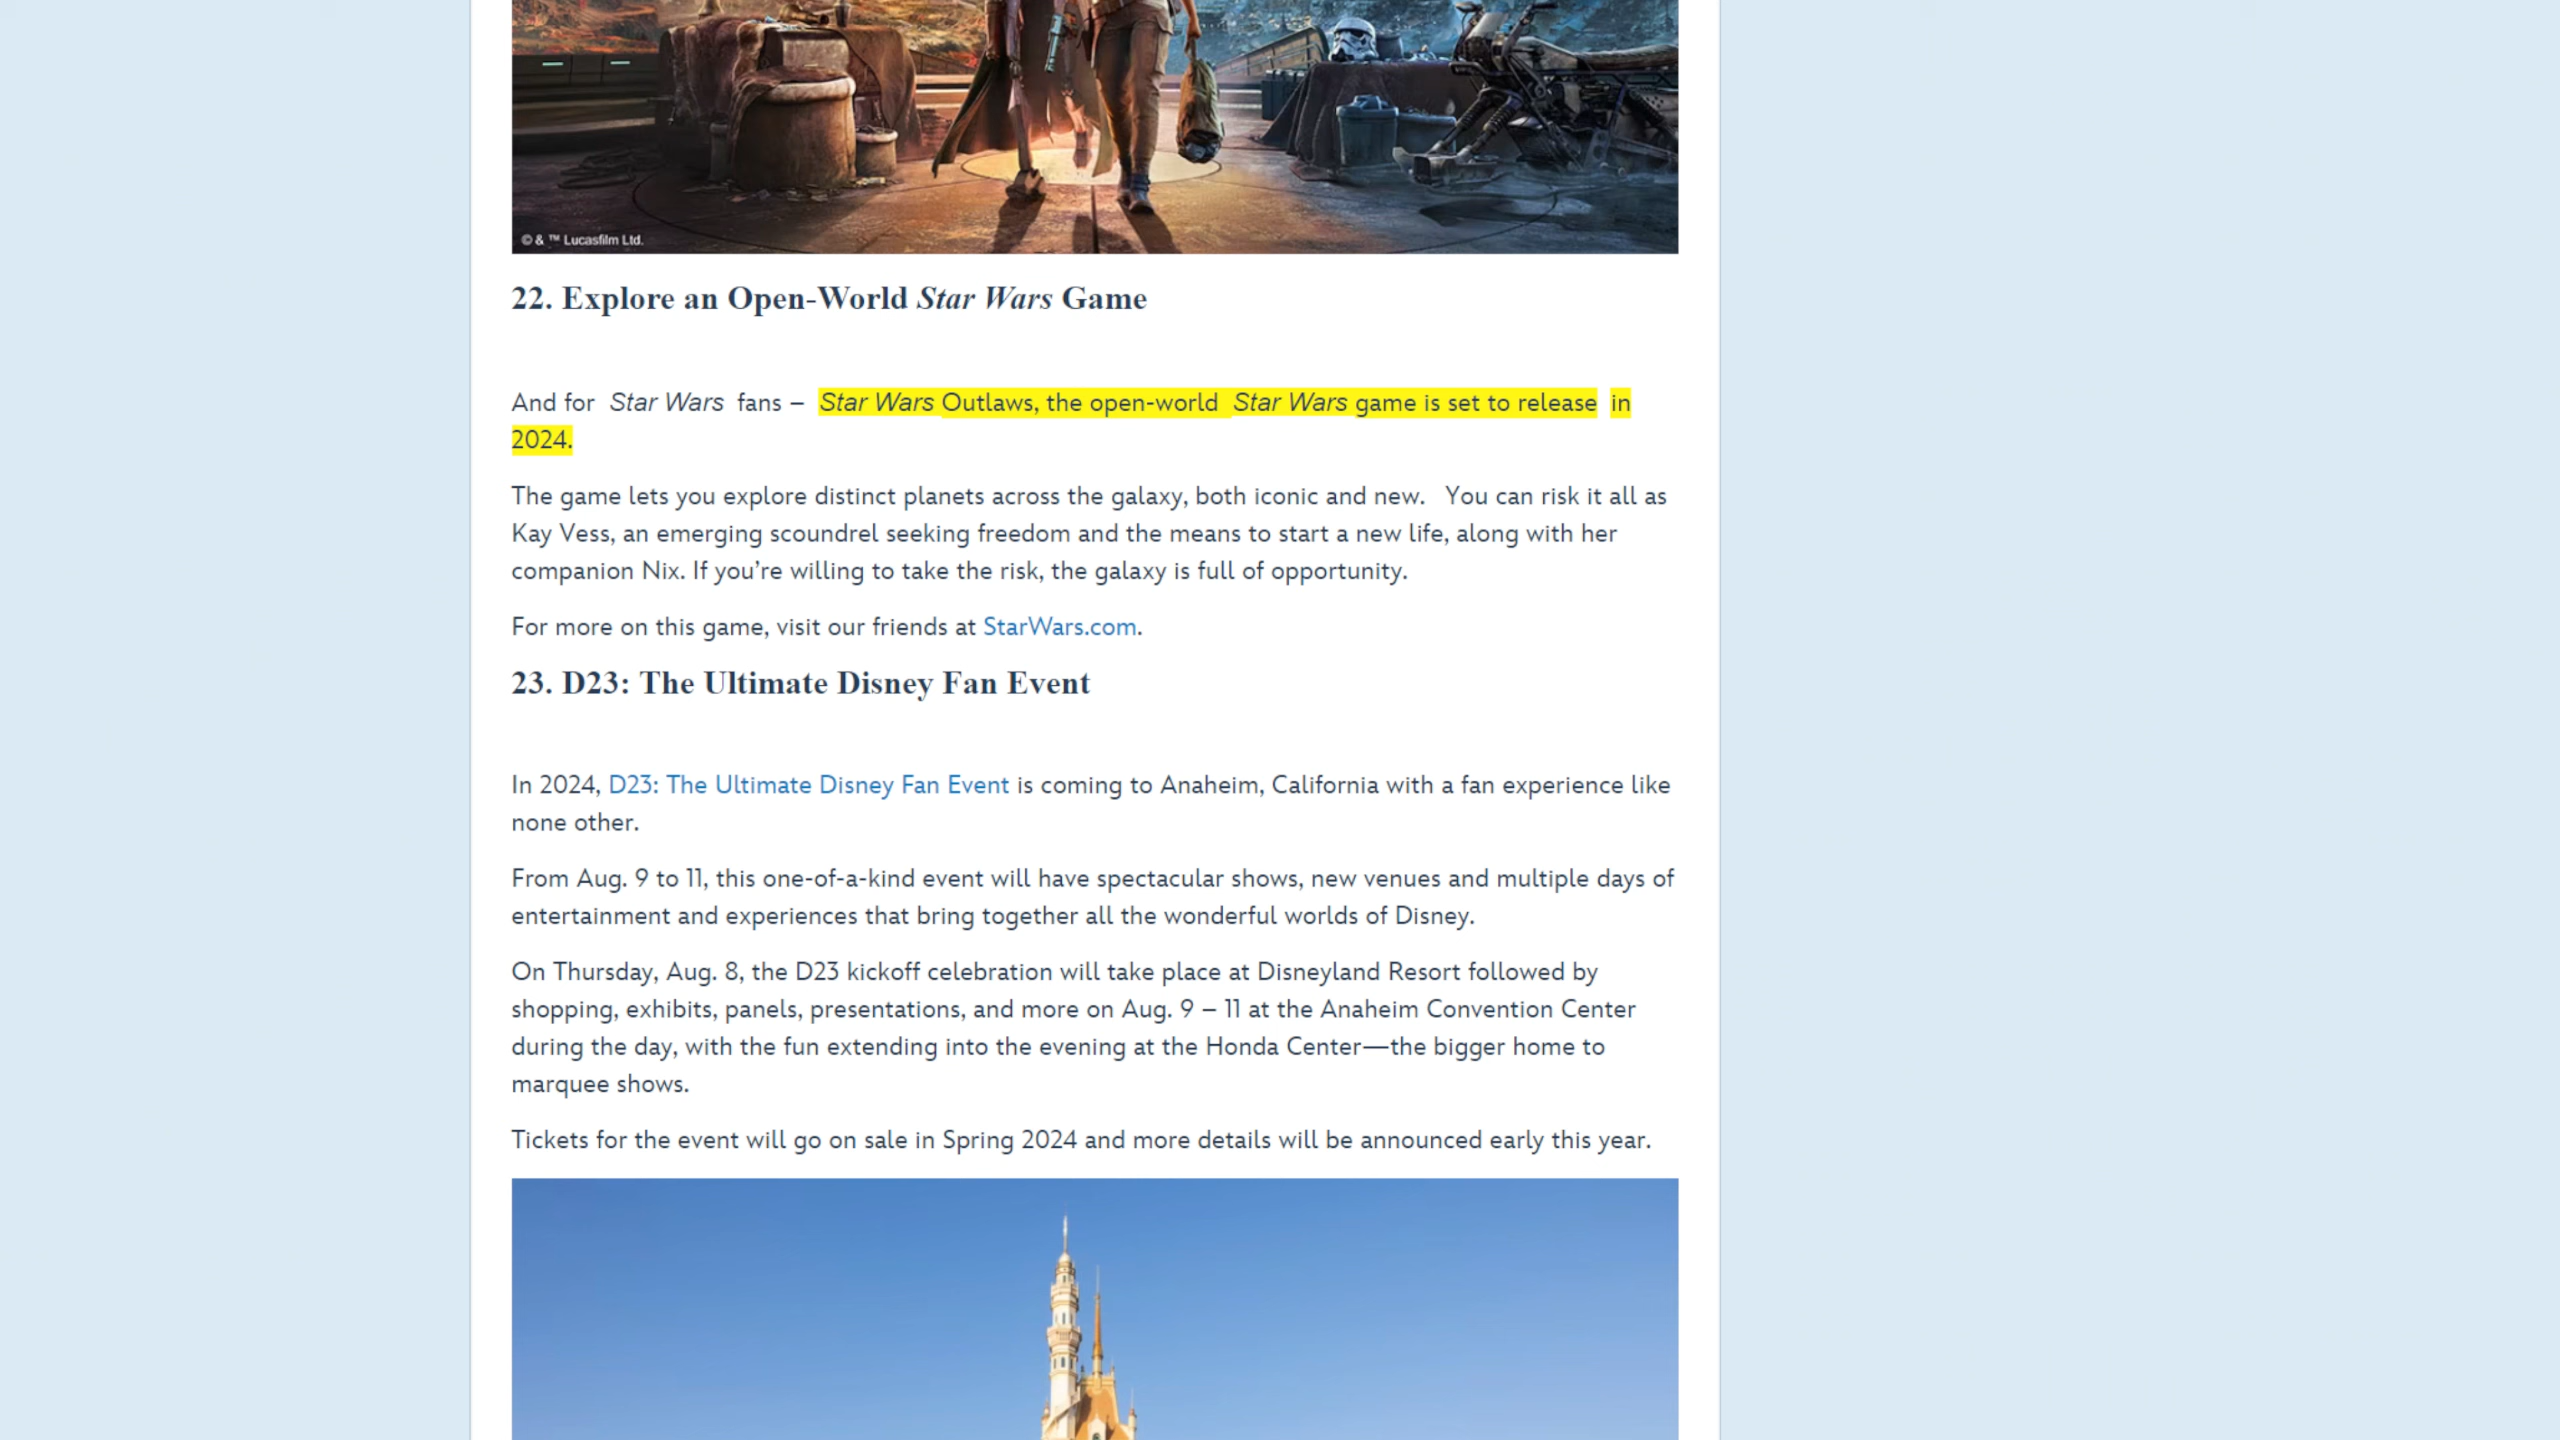 © & ™ Lucasfilm Ltd.
22. Explore an Open-World Star Wars Game
And for Star Wars fans – Star Wars Outlaws, the open-world Star Wars game is set to release in
2024.
The game lets you explore distinct planets across the galaxy, both iconic and new. You can risk it all as
Kay Vess, an emerging scoundrel seeking freedom and the means to start a new life, along with her
companion Nix. If you’re willing to take the risk, the galaxy is full of opportunity.
For more on this game, visit our friends at StarWars.com.
23. D23: The Ultimate Disney Fan Event
In 2024, D23: The Ultimate Disney Fan Event is coming to Anaheim, California with a fan experience like
none other.
From Aug. 9 to 11, this one-of-a-kind event will have spectacular shows, new venues and multiple days of
entertainment and experiences that bring together all the wonderful worlds of Disney.
On Thursday, Aug. 8, the D23 kickoff celebration will take place at Disneyland Resort followed by
shopping, exhibits, panels, presentations, and more on Aug. 9 – 11 at the Anaheim Convention Center
during the day, with the fun extending into the evening at the Honda Center—the bigger home to
marquee shows.
Tickets for the event will go on sale in Spring 2024 and more details will be announced early this year.